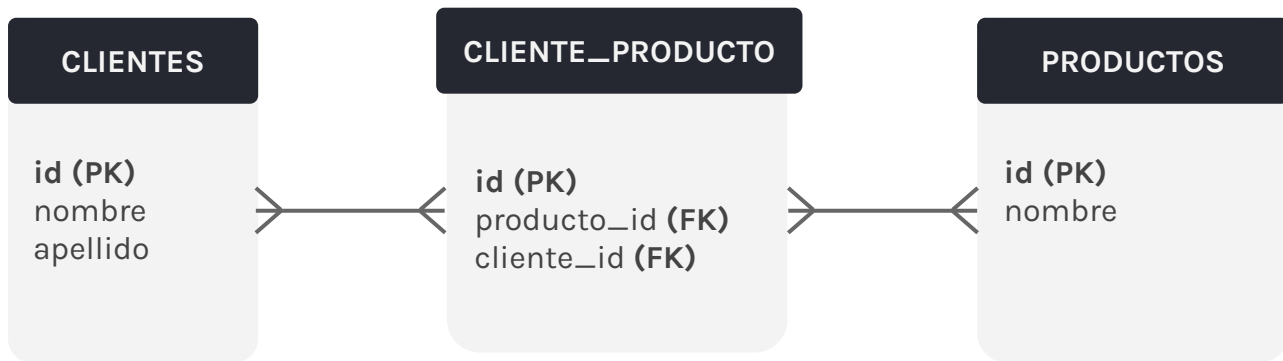 CLIENTES
id (PK)
nombre
apellido
CLIENTE_PRODUCTO
id (PK)
producto_id (FK)
cliente_id (FK)
PRODUCTOS
id (PK)
nombre